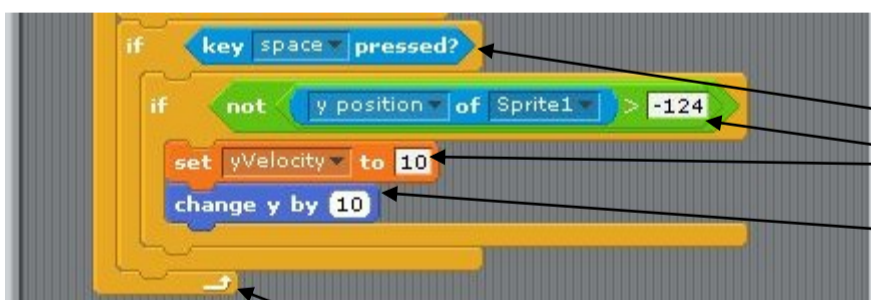 if key space pressed?
if not y position of Sprite1 > -124
set yVelocity to 10
change y by 10